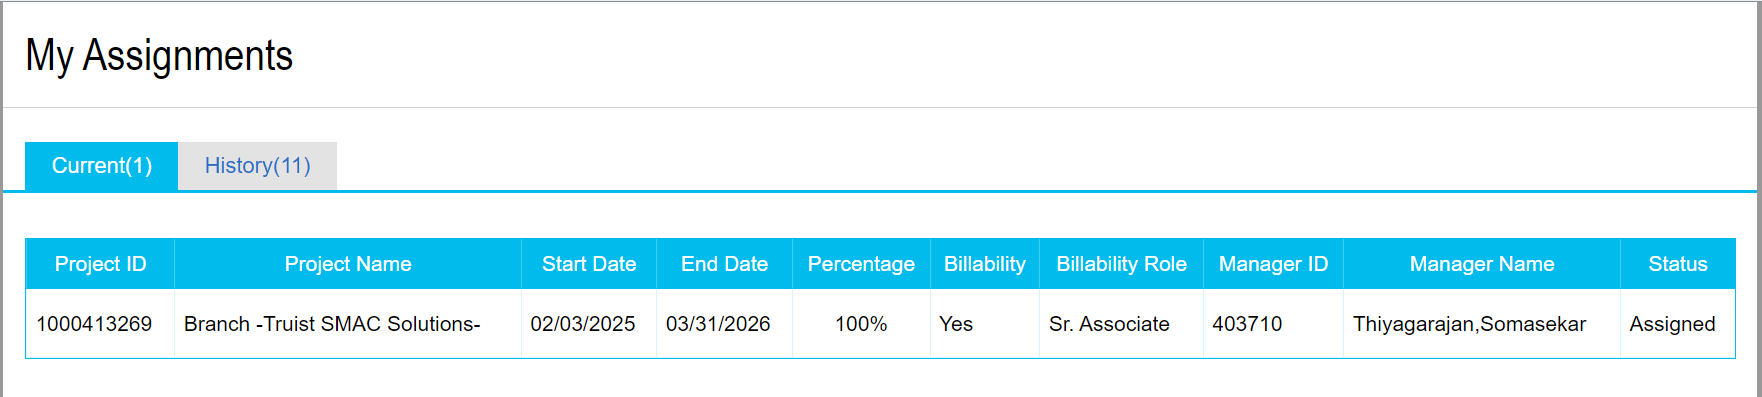 My Assignments
Current(1) History(11)
Project ID Project Name Start Date End Date Percentage Billability Billability Role Manager ID Manager Name Status
1000413269 Branch -Truist SMAC Solutions- 02/03/2025 03/31/2026 100% Yes Sr. Associate 403710 Thiyagarajan,Somasekar Assigned